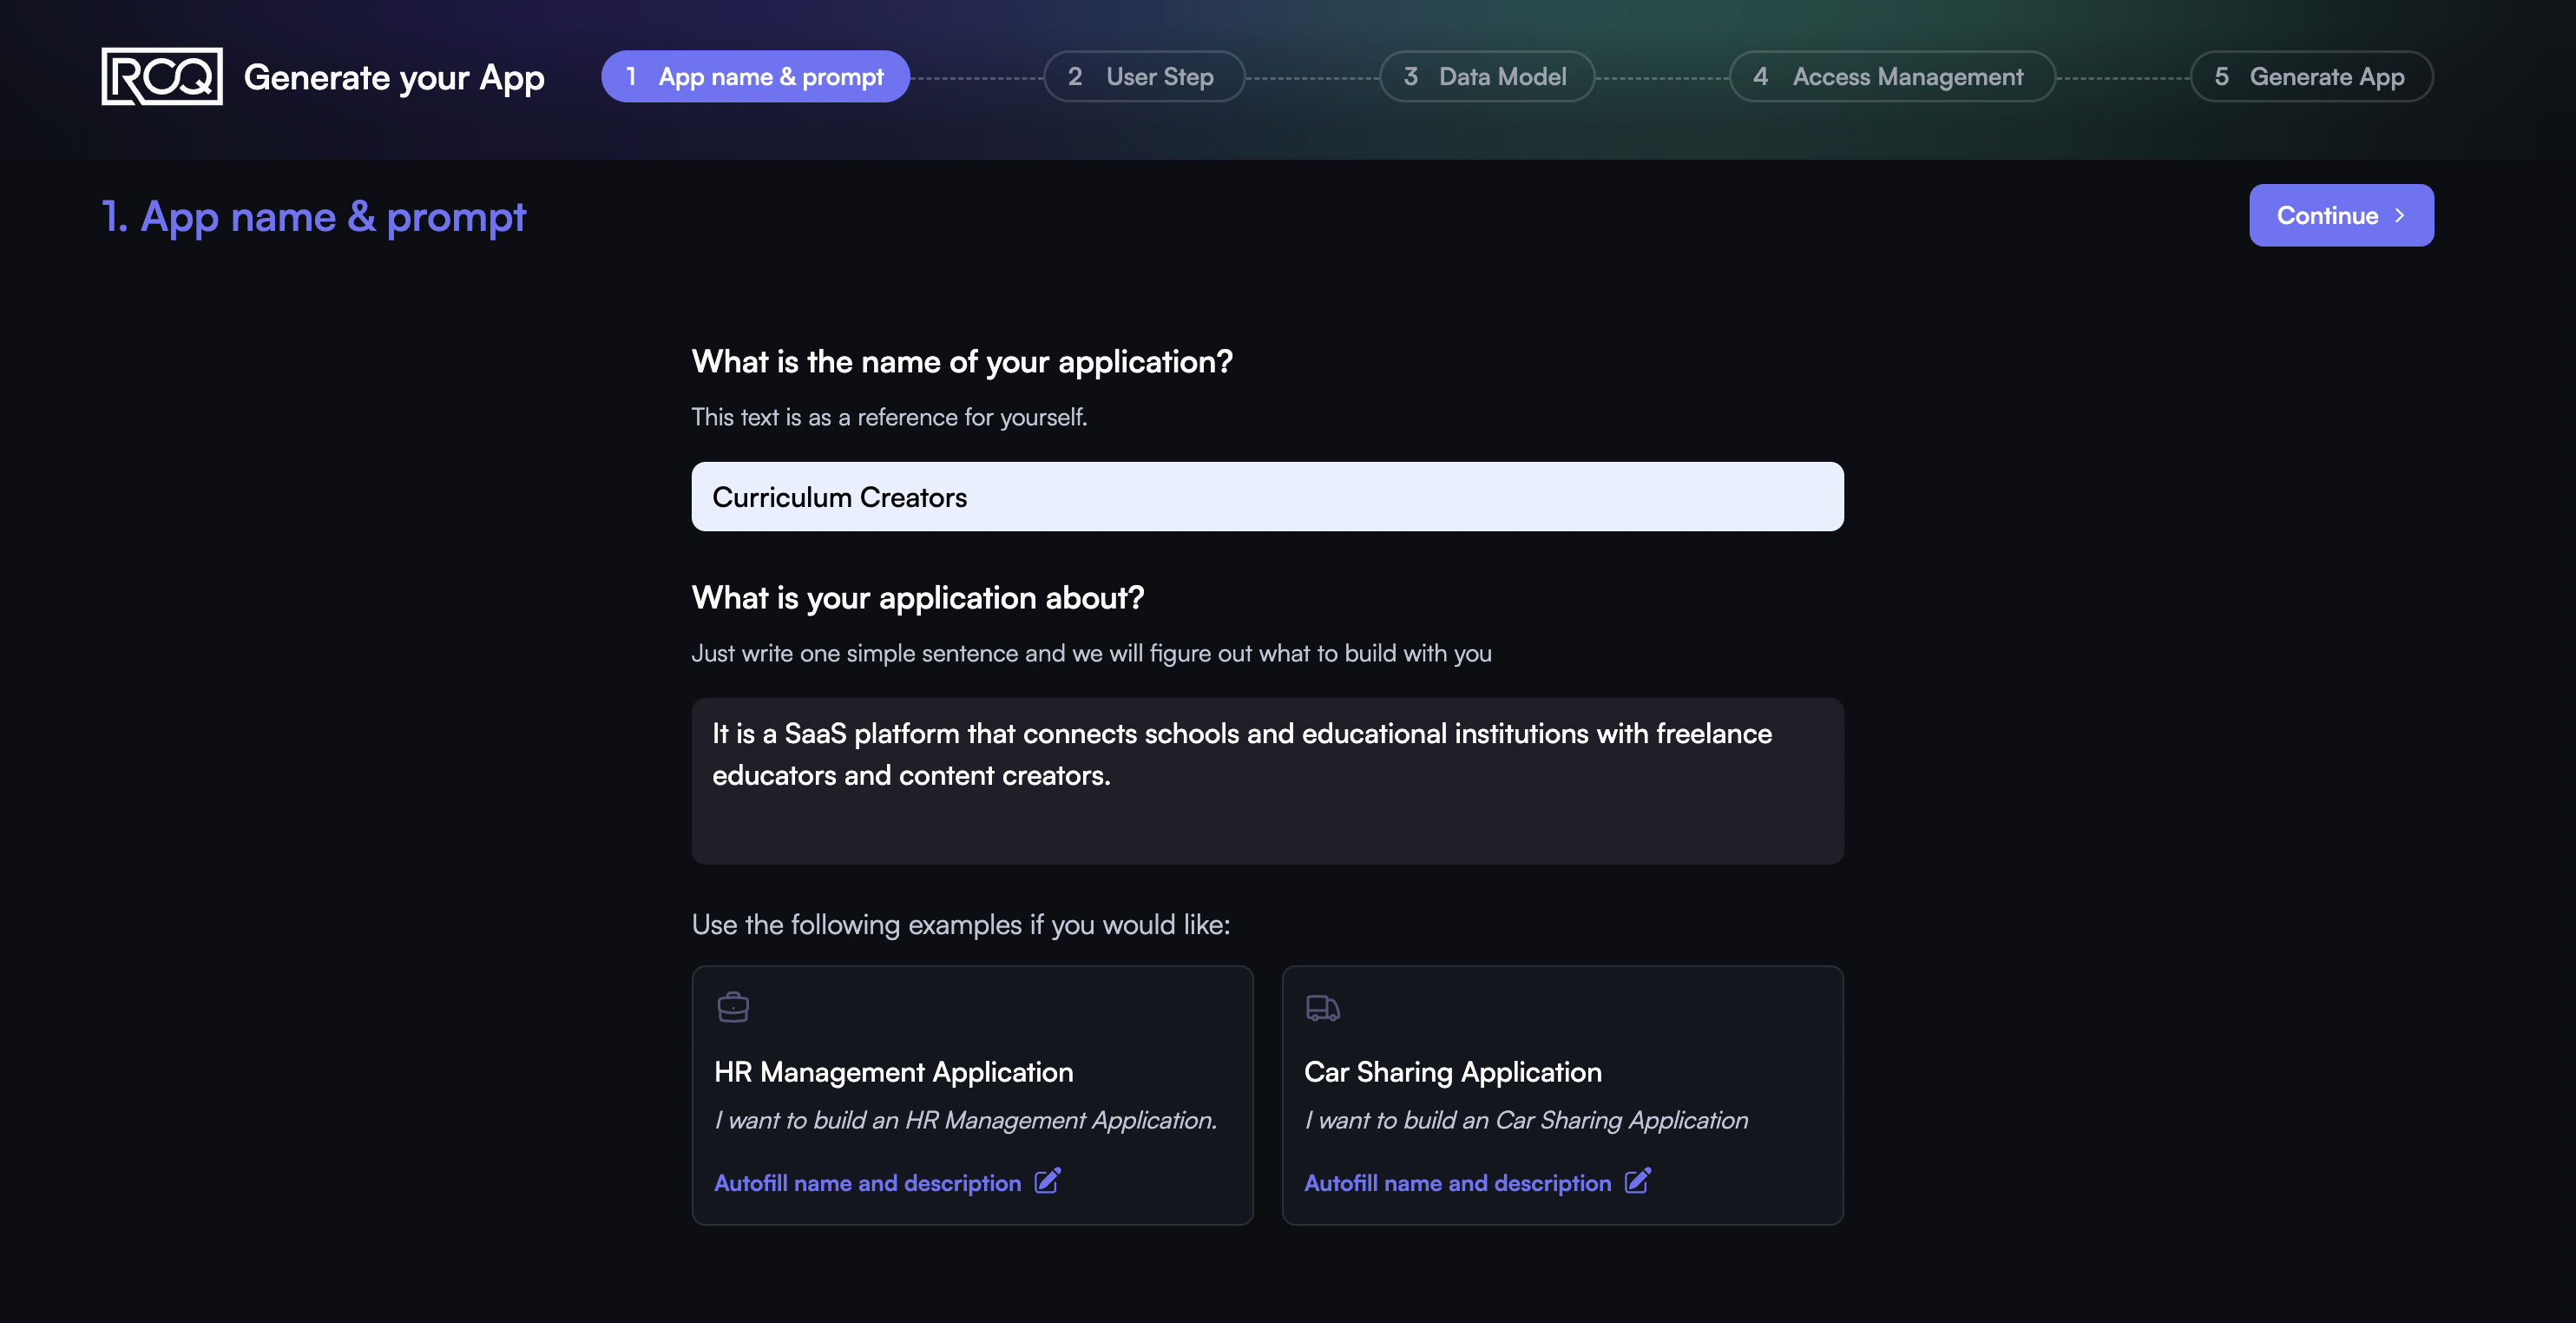 RCQ Generate your App
1 App name & prompt
2 User Step
3 Data Model
4 Access Management
5 Generate App
1. App name & prompt
Continue
What is the name of your application?
This text is as a reference for yourself.
Curriculum Creators
What is your application about?
Just write one simple sentence and we will figure out what to build with you
It is a SaaS platform that connects schools and educational institutions with freelance
educators and content creators.
Use the following examples if you would like:
HR Management Application
I want to build an HR Management Application.
Autofill name and description
Car Sharing Application
I want to build an Car Sharing Application
Autofill name and description